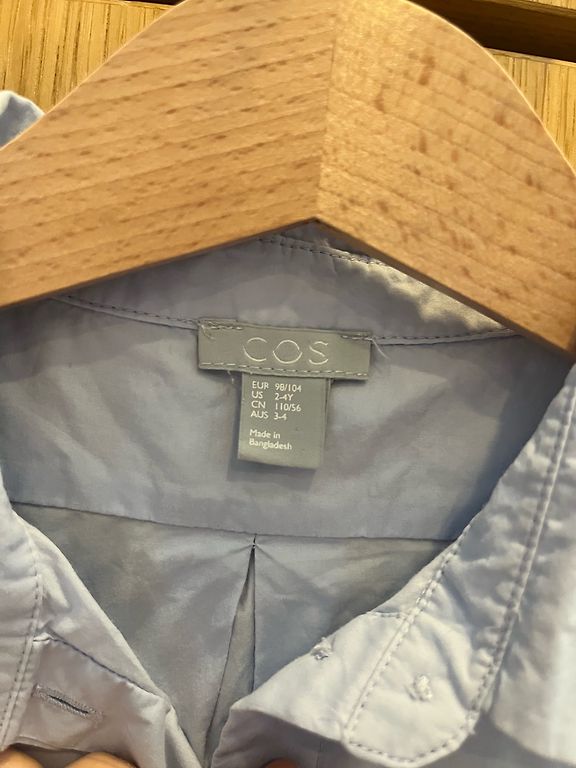 COS
EUR 98/104
US 2-4Y
CN 110/56
AUS 3-4
Made in
Bangladesh